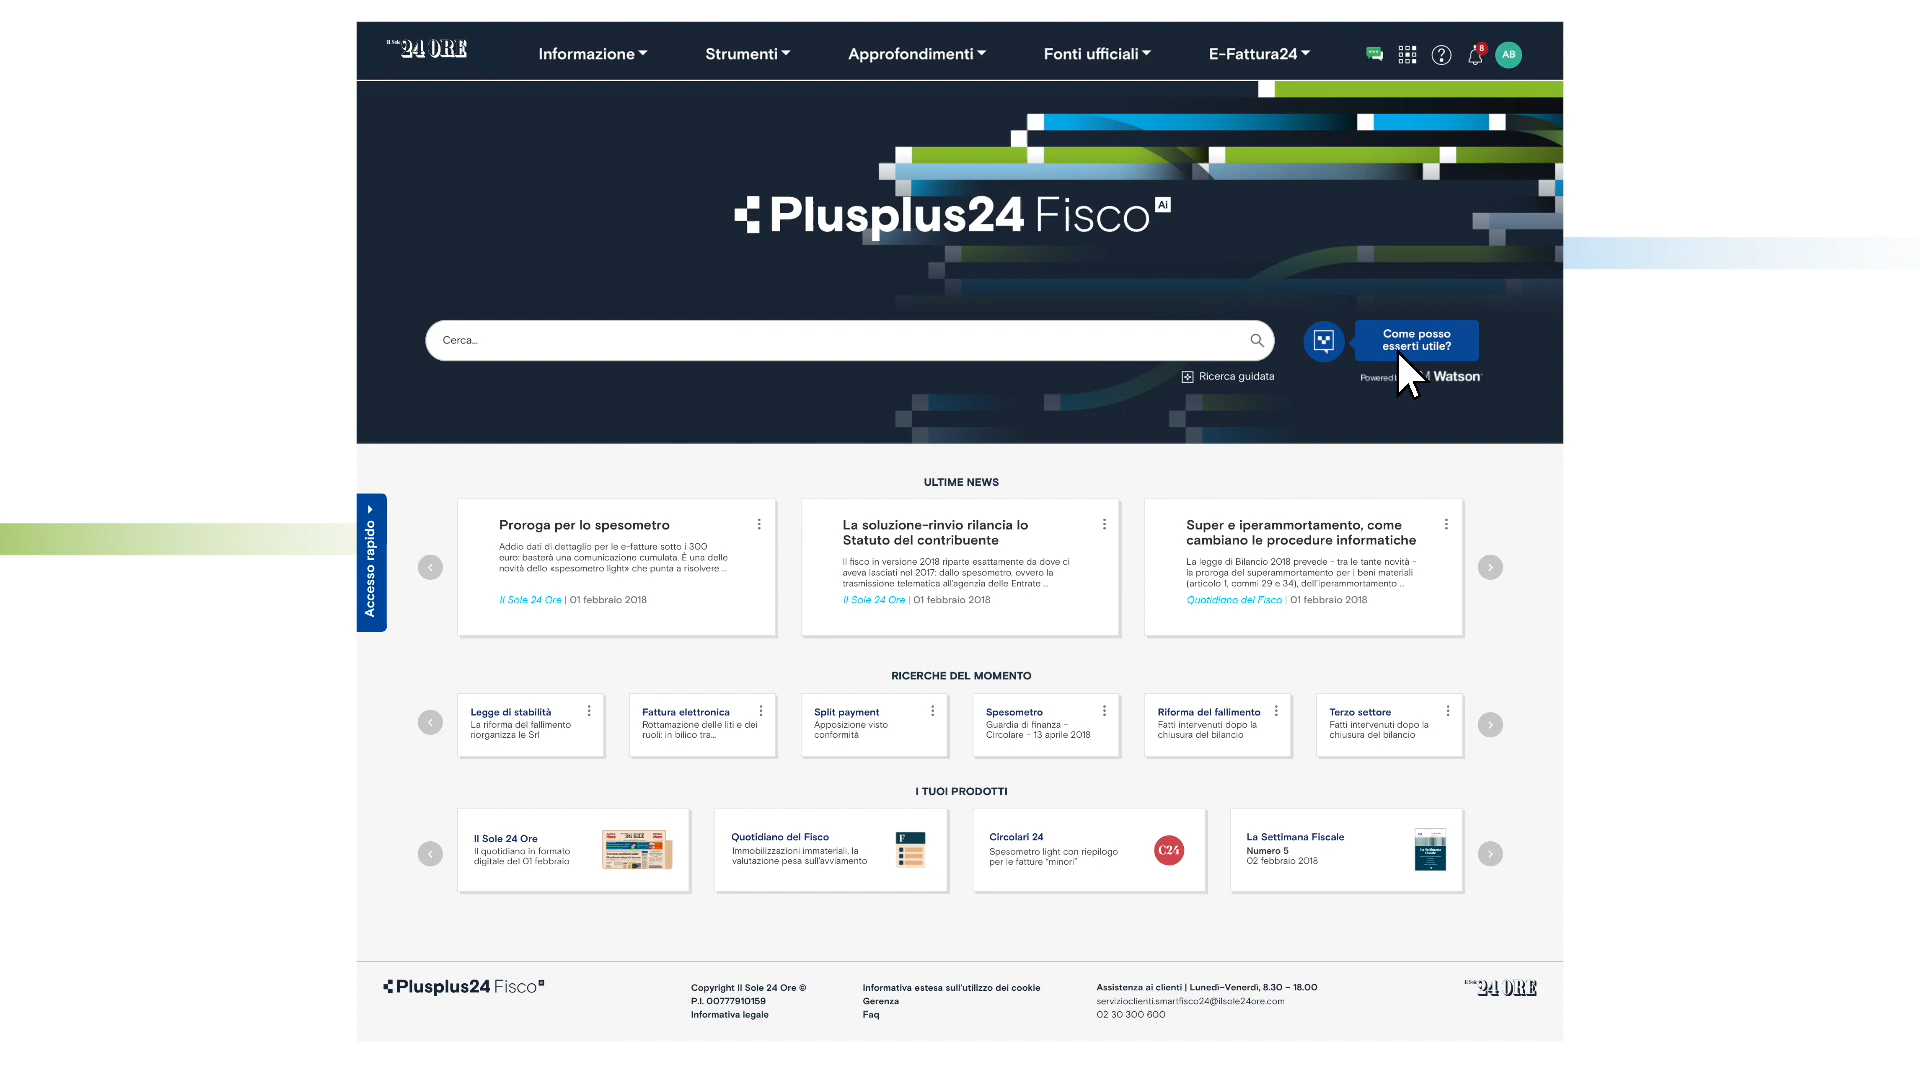 Il Sole 24 ORE
Informazione
Strumenti
Approfondimenti
Fonti ufficiali
E-Fattura24
?
8
AB
Plusplus24 Fisco Ai
Cerca...
Come posso
esserti utile?
Ricerca guidata
Powered
Watson
Accesso rapido
ULTIME NEWS
Proroga per lo spesometro
Addio dati di dettaglio per le e-fatture sotto i 300
euro: basterà una comunicazione cumulata. È una delle
novità dello «spesometro light» che punta a risolvere ...
Il Sole 24 Ore | 01 febbraio 2018
La soluzione-rinvio rilancia lo
Statuto del contribuente
Il fisco in versione 2018 riparte esattamente da dove ci
aveva lasciati nel 2017: dallo spesometro, ovvero la
trasmissione telematica all'agenzia delle Entrate ...
Il Sole 24 Ore | 01 febbraio 2018
Super e iperammortamento, come
cambiano le procedure informatiche
La legge di Bilancio 2018 prevede - tra le tante novità -
la proroga del superammortamento per i beni materiali
(articolo 1, commi 29 e 34), dell'iperammortamento ...
Quotidiano del Fisco | 01 febbraio 2018
RICERCHE DEL MOMENTO
Legge di stabilità
La riforma del fallimento
riorganizza le Srl
Fattura elettronica
Rottamazione delle liti e dei
ruoli: in bilico tra...
Split payment
Apposizione visto
conformità
Spesometro
Guardia di finanza -
Circolare - 13 aprile 2018
Riforma del fallimento
Fatti intervenuti dopo la
chiusura del bilancio
Terzo settore
Fatti intervenuti dopo la
chiusura del bilancio
I TUOI PRODOTTI
Il Sole 24 Ore
Il quotidiano in formato
digitale del 01 febbraio
Quotidiano del Fisco
Immobilizzazioni immateriali, la
valutazione pesa sull'avviamento
F
Circolari 24
Spesometro light con riepilogo
per le fatture "minori"
C24
La Settimana Fiscale
Numero 5
02 febbraio 2018
Plusplus24 Fisco
Copyright Il Sole 24 Ore ©
P.I. 00777910159
Informativa legale
Informativa estesa sull'utilizzo dei cookie
Gerenza
Faq
Assistenza ai clienti | Lunedì-Venerdì, 8.30 - 18.00
servizioclienti.smartfisco24@ilsole24ore.com
02 30 300 600
Il Sole 24 ORE